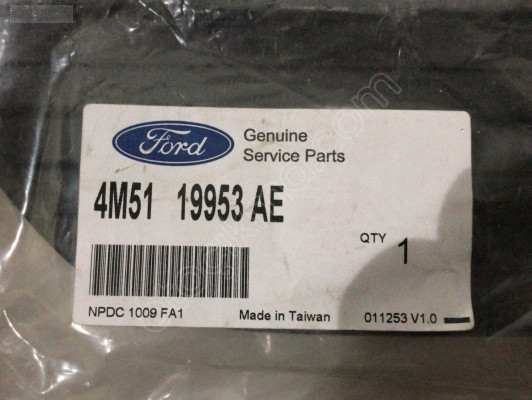 Ford
Genuine
Service Parts
4M51 19953 AE
QTY 1
NPDC 1009 FA1
Made in Taiwan
011253 V1.0